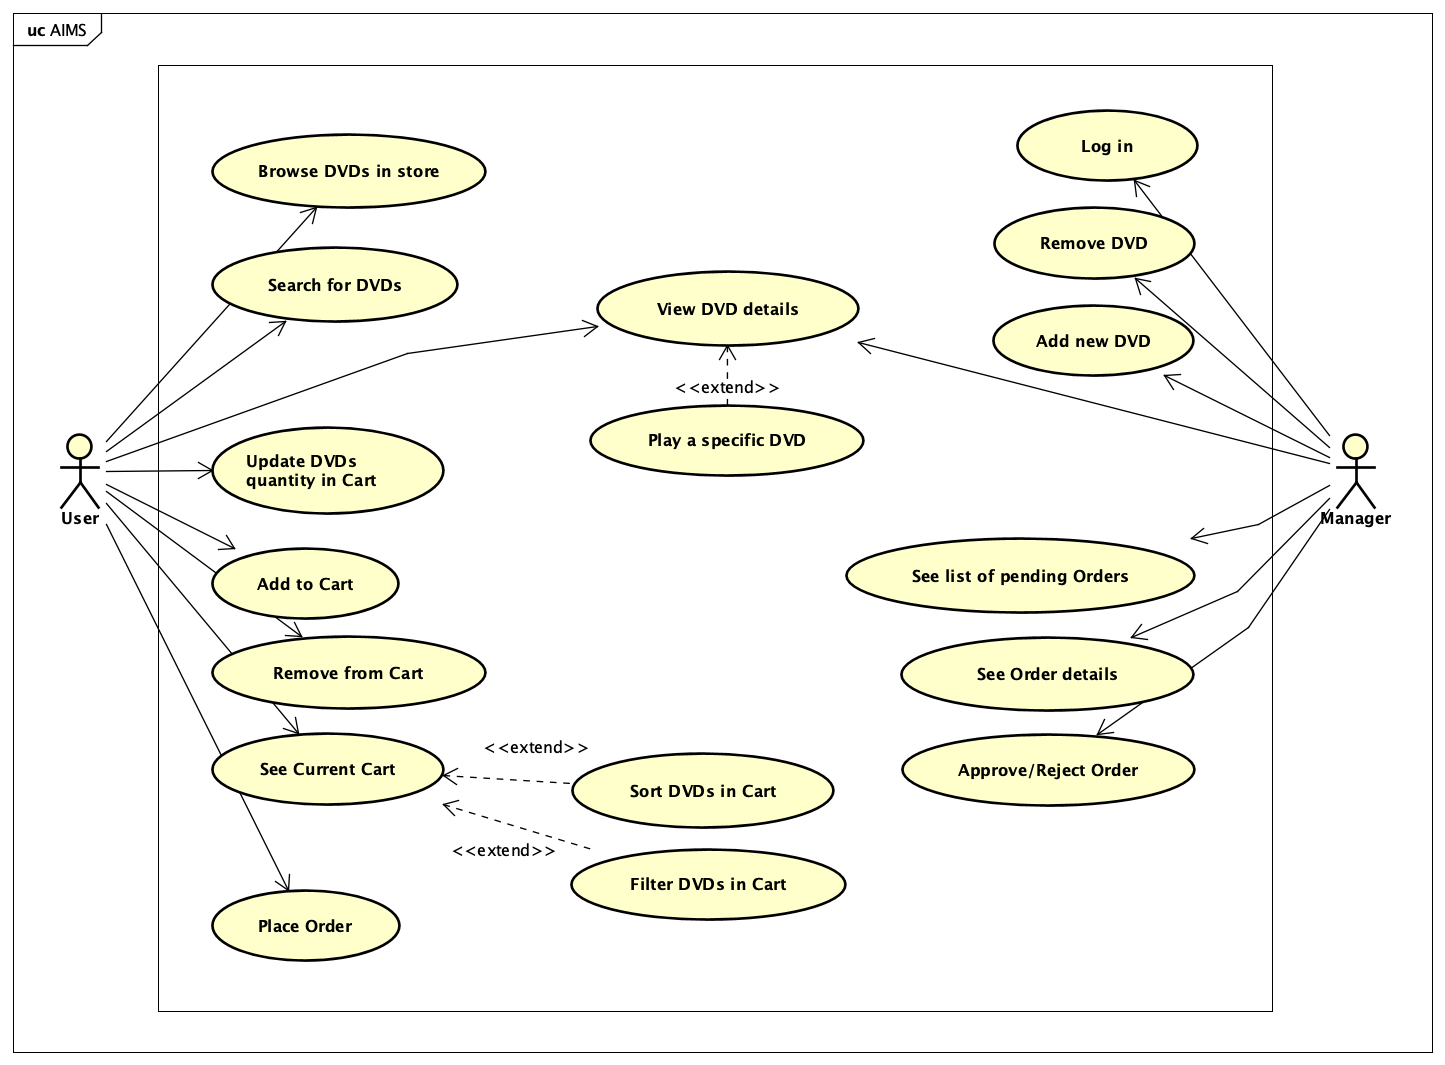 uc AIMS
Browse DVDs in store
Search for DVDs
Update DVDs
quantity in Cart
Add to Cart
Remove from Cart
See Current Cart
Place Order
User
View DVD details
<<extend>>
Play a specific DVD
<<extend>>
Sort DVDs in Cart
<<extend>>
Filter DVDs in Cart
Log in
Remove DVD
Add new DVD
See list of pending Orders
See Order details
Approve/Reject Order
Manager